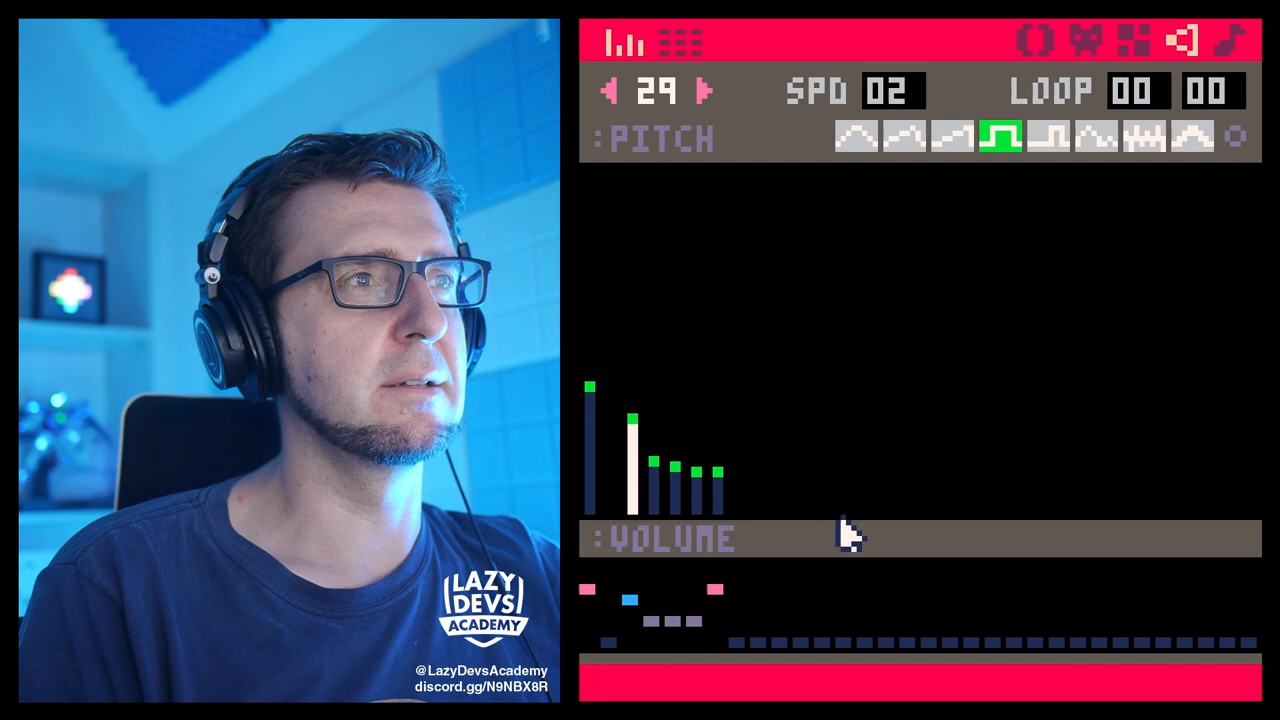 29 SPD 02 LOOP 00 00
:PITCH
:VOLUME
LAZY
DEVS
ACADEMY
@LazyDevsAcademy
discord.gg/N9NBX8R